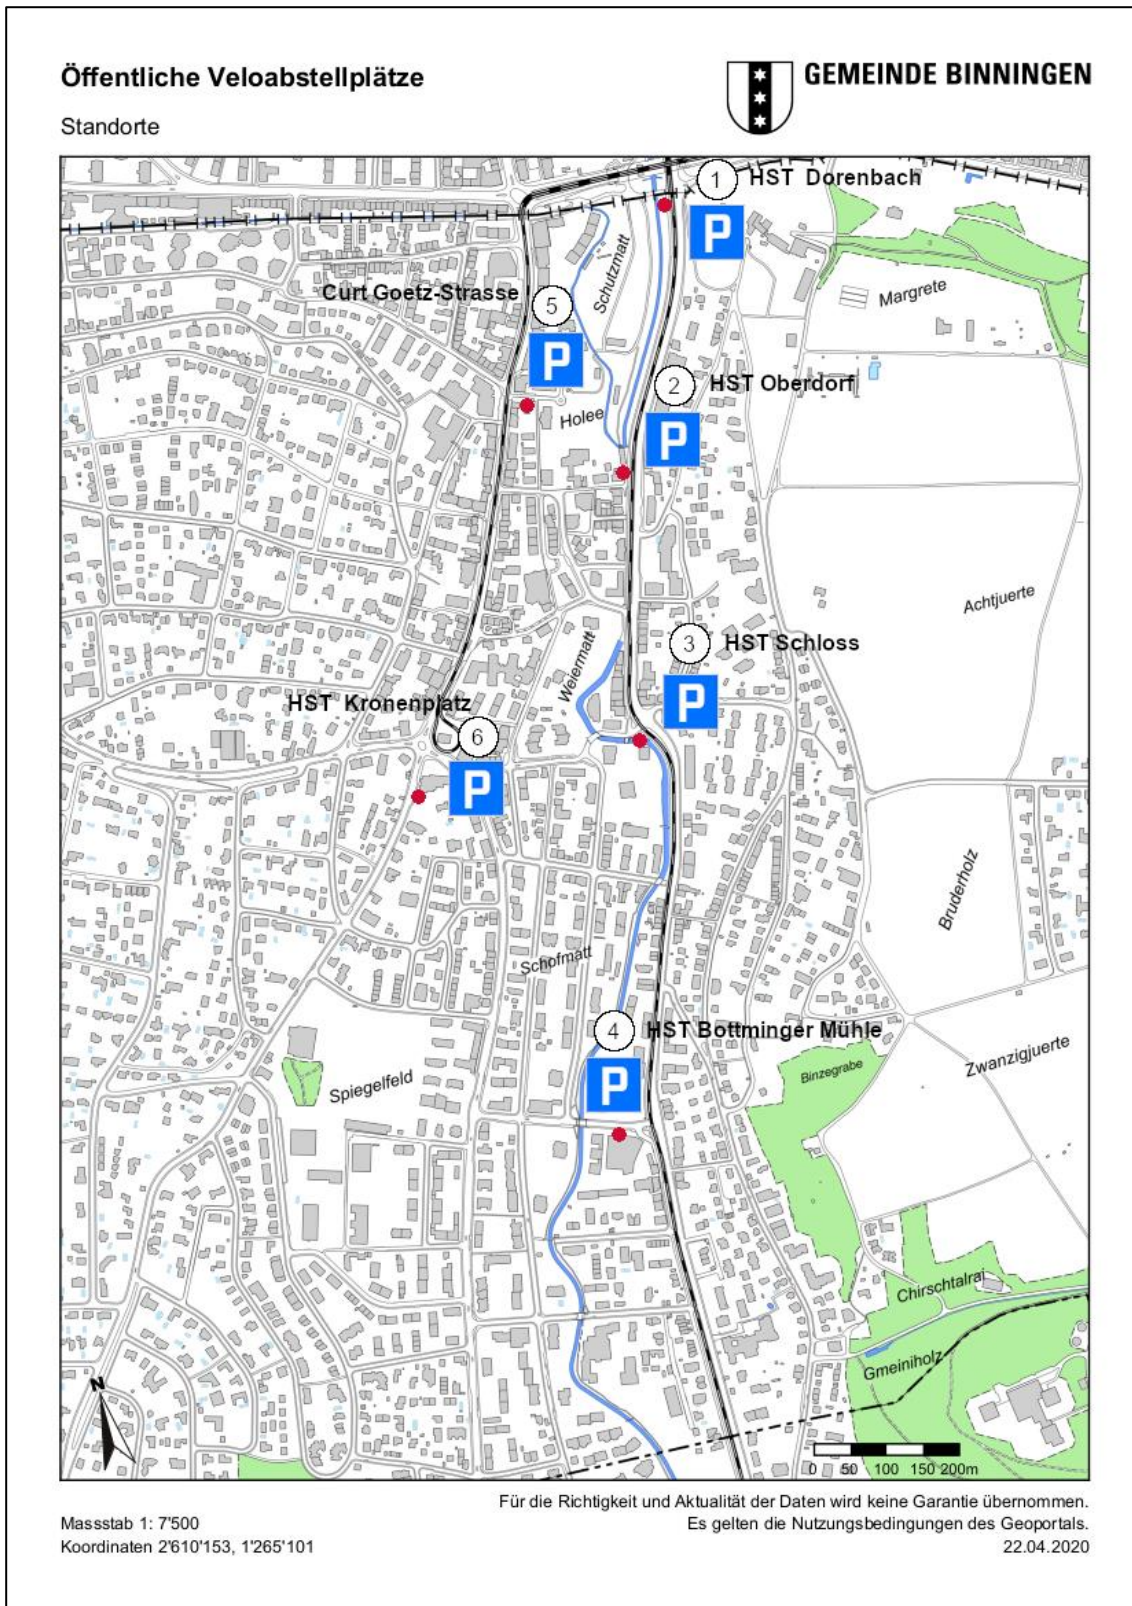 Öffentliche Veloabstellplätze
GEMEINDE BINNINGEN
Standorte
1
HST Dorenbach
P
Schutzmatt
Margrete
Curt Goetz-Strasse
5
P
2
HST Oberdorf
Holee
P
Achtjuerte
3
HST Schloss
Weiermatt
P
HST Kronenplatz
6
P
Bruderholz
Schofmatt
4
HST Bottminger Mühle
P
Zwanzigjuerte
Binzegrabe
Spiegelfeld
Chirschtalrai
Gmeiniholz
N
0 50 100 150 200m
Für die Richtigkeit und Aktualität der Daten wird keine Garantie übernommen.
Massstab 1: 7'500
Es gelten die Nutzungsbedingungen des Geoportals.
Koordinaten 2'610'153, 1'265'101
22.04.2020